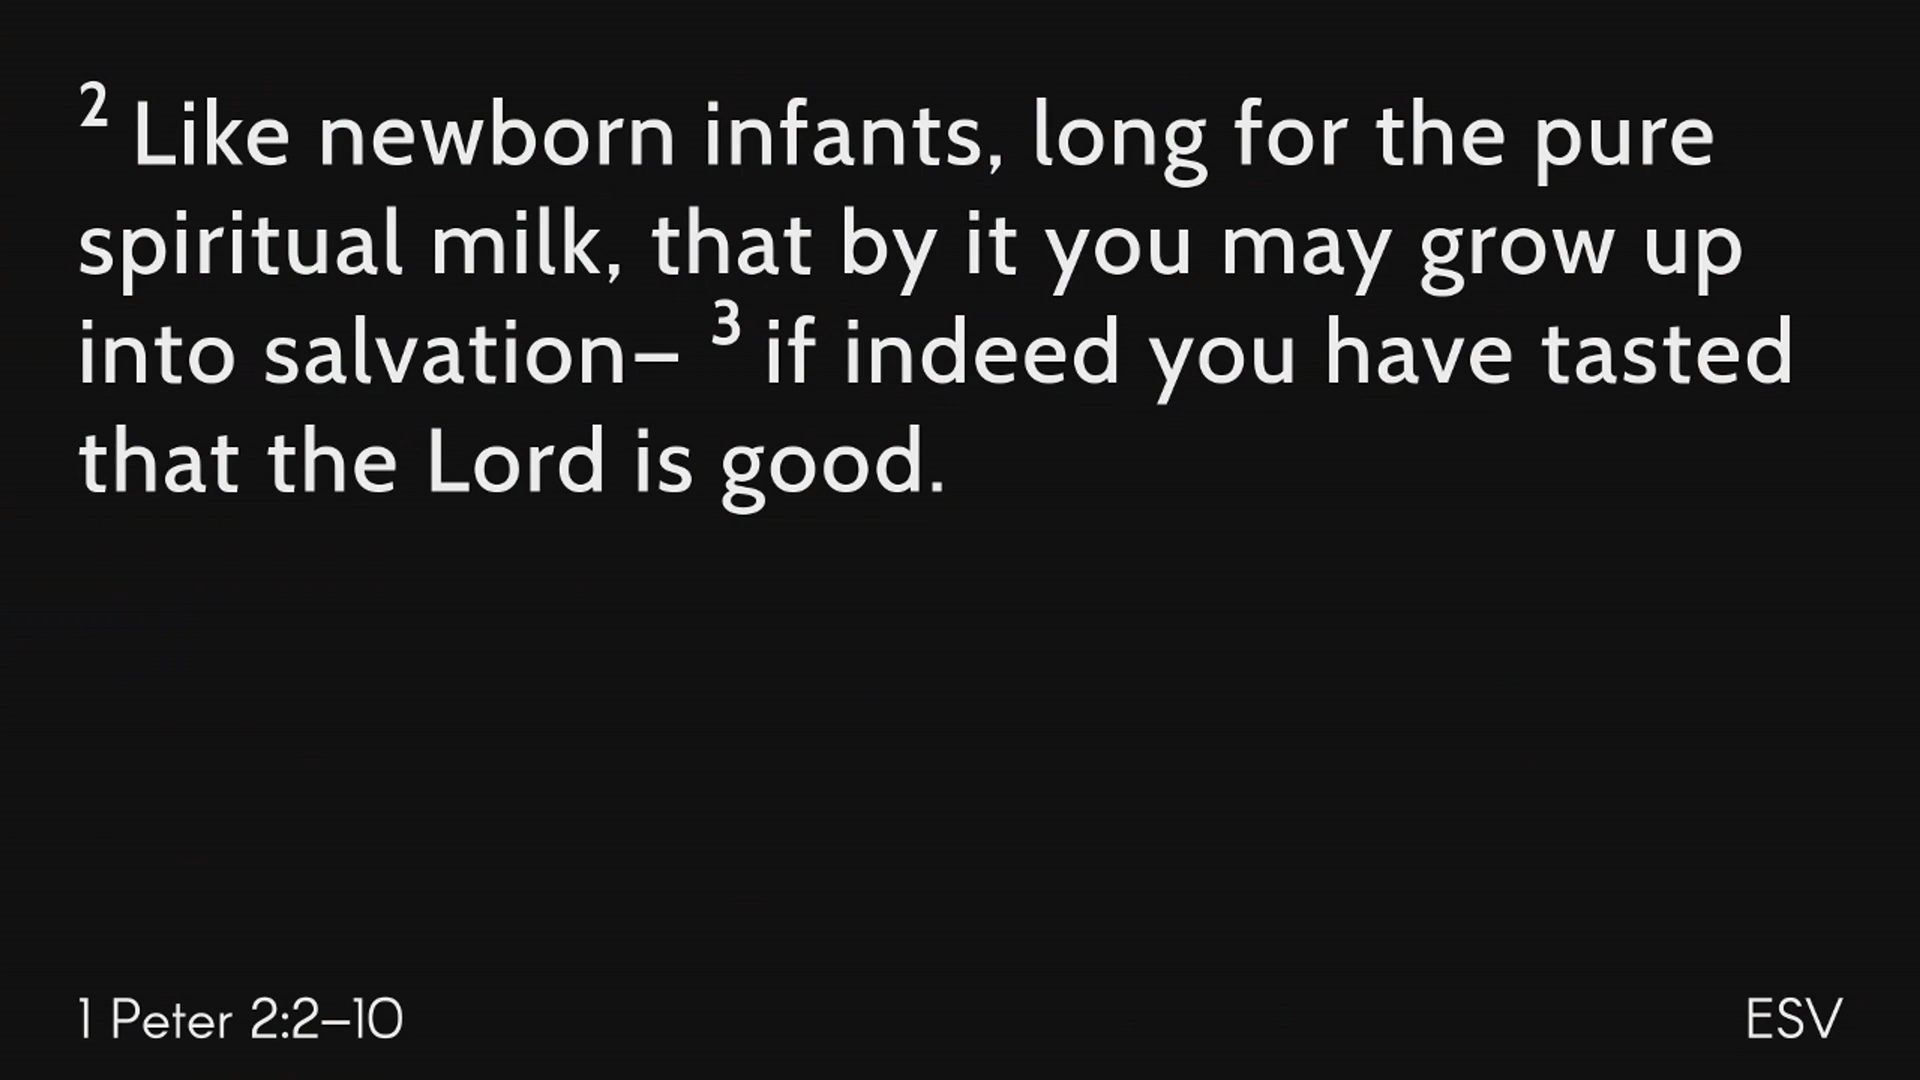 2 Like newborn infants, long for the pure
spiritual milk, that by it you may grow up
into salvation– 3 if indeed you have tasted
that the Lord is good.
1 Peter 2:2–10
ESV